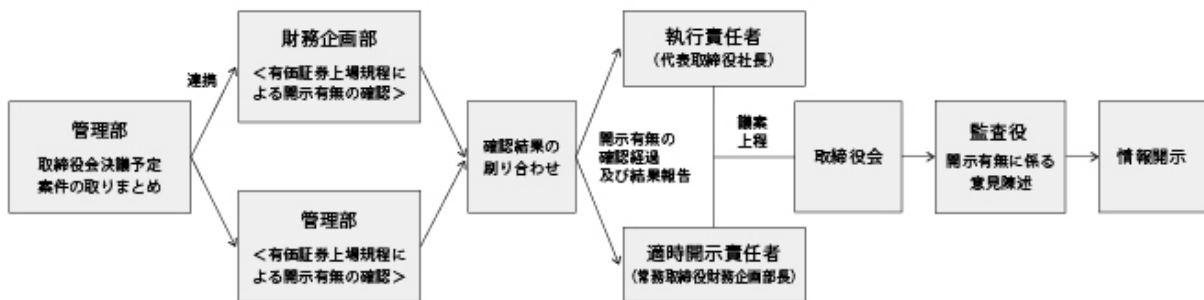 管理部
取締役会決議予定
案件の取りまとめ
連携
財務企画部
＜有価証券上場規程に
よる開示有無の確認＞
管理部
＜有価証券上場規程に
よる開示有無の確認＞
確認結果の
刷り合わせ
開示有無の
確認経過
及び結果報告
執行責任者
（代表取締役社長）
適時開示責任者
（常務取締役財務企画部長）
議案
上程
取締役会
監査役
開示有無に係る
意見陳述
情報開示